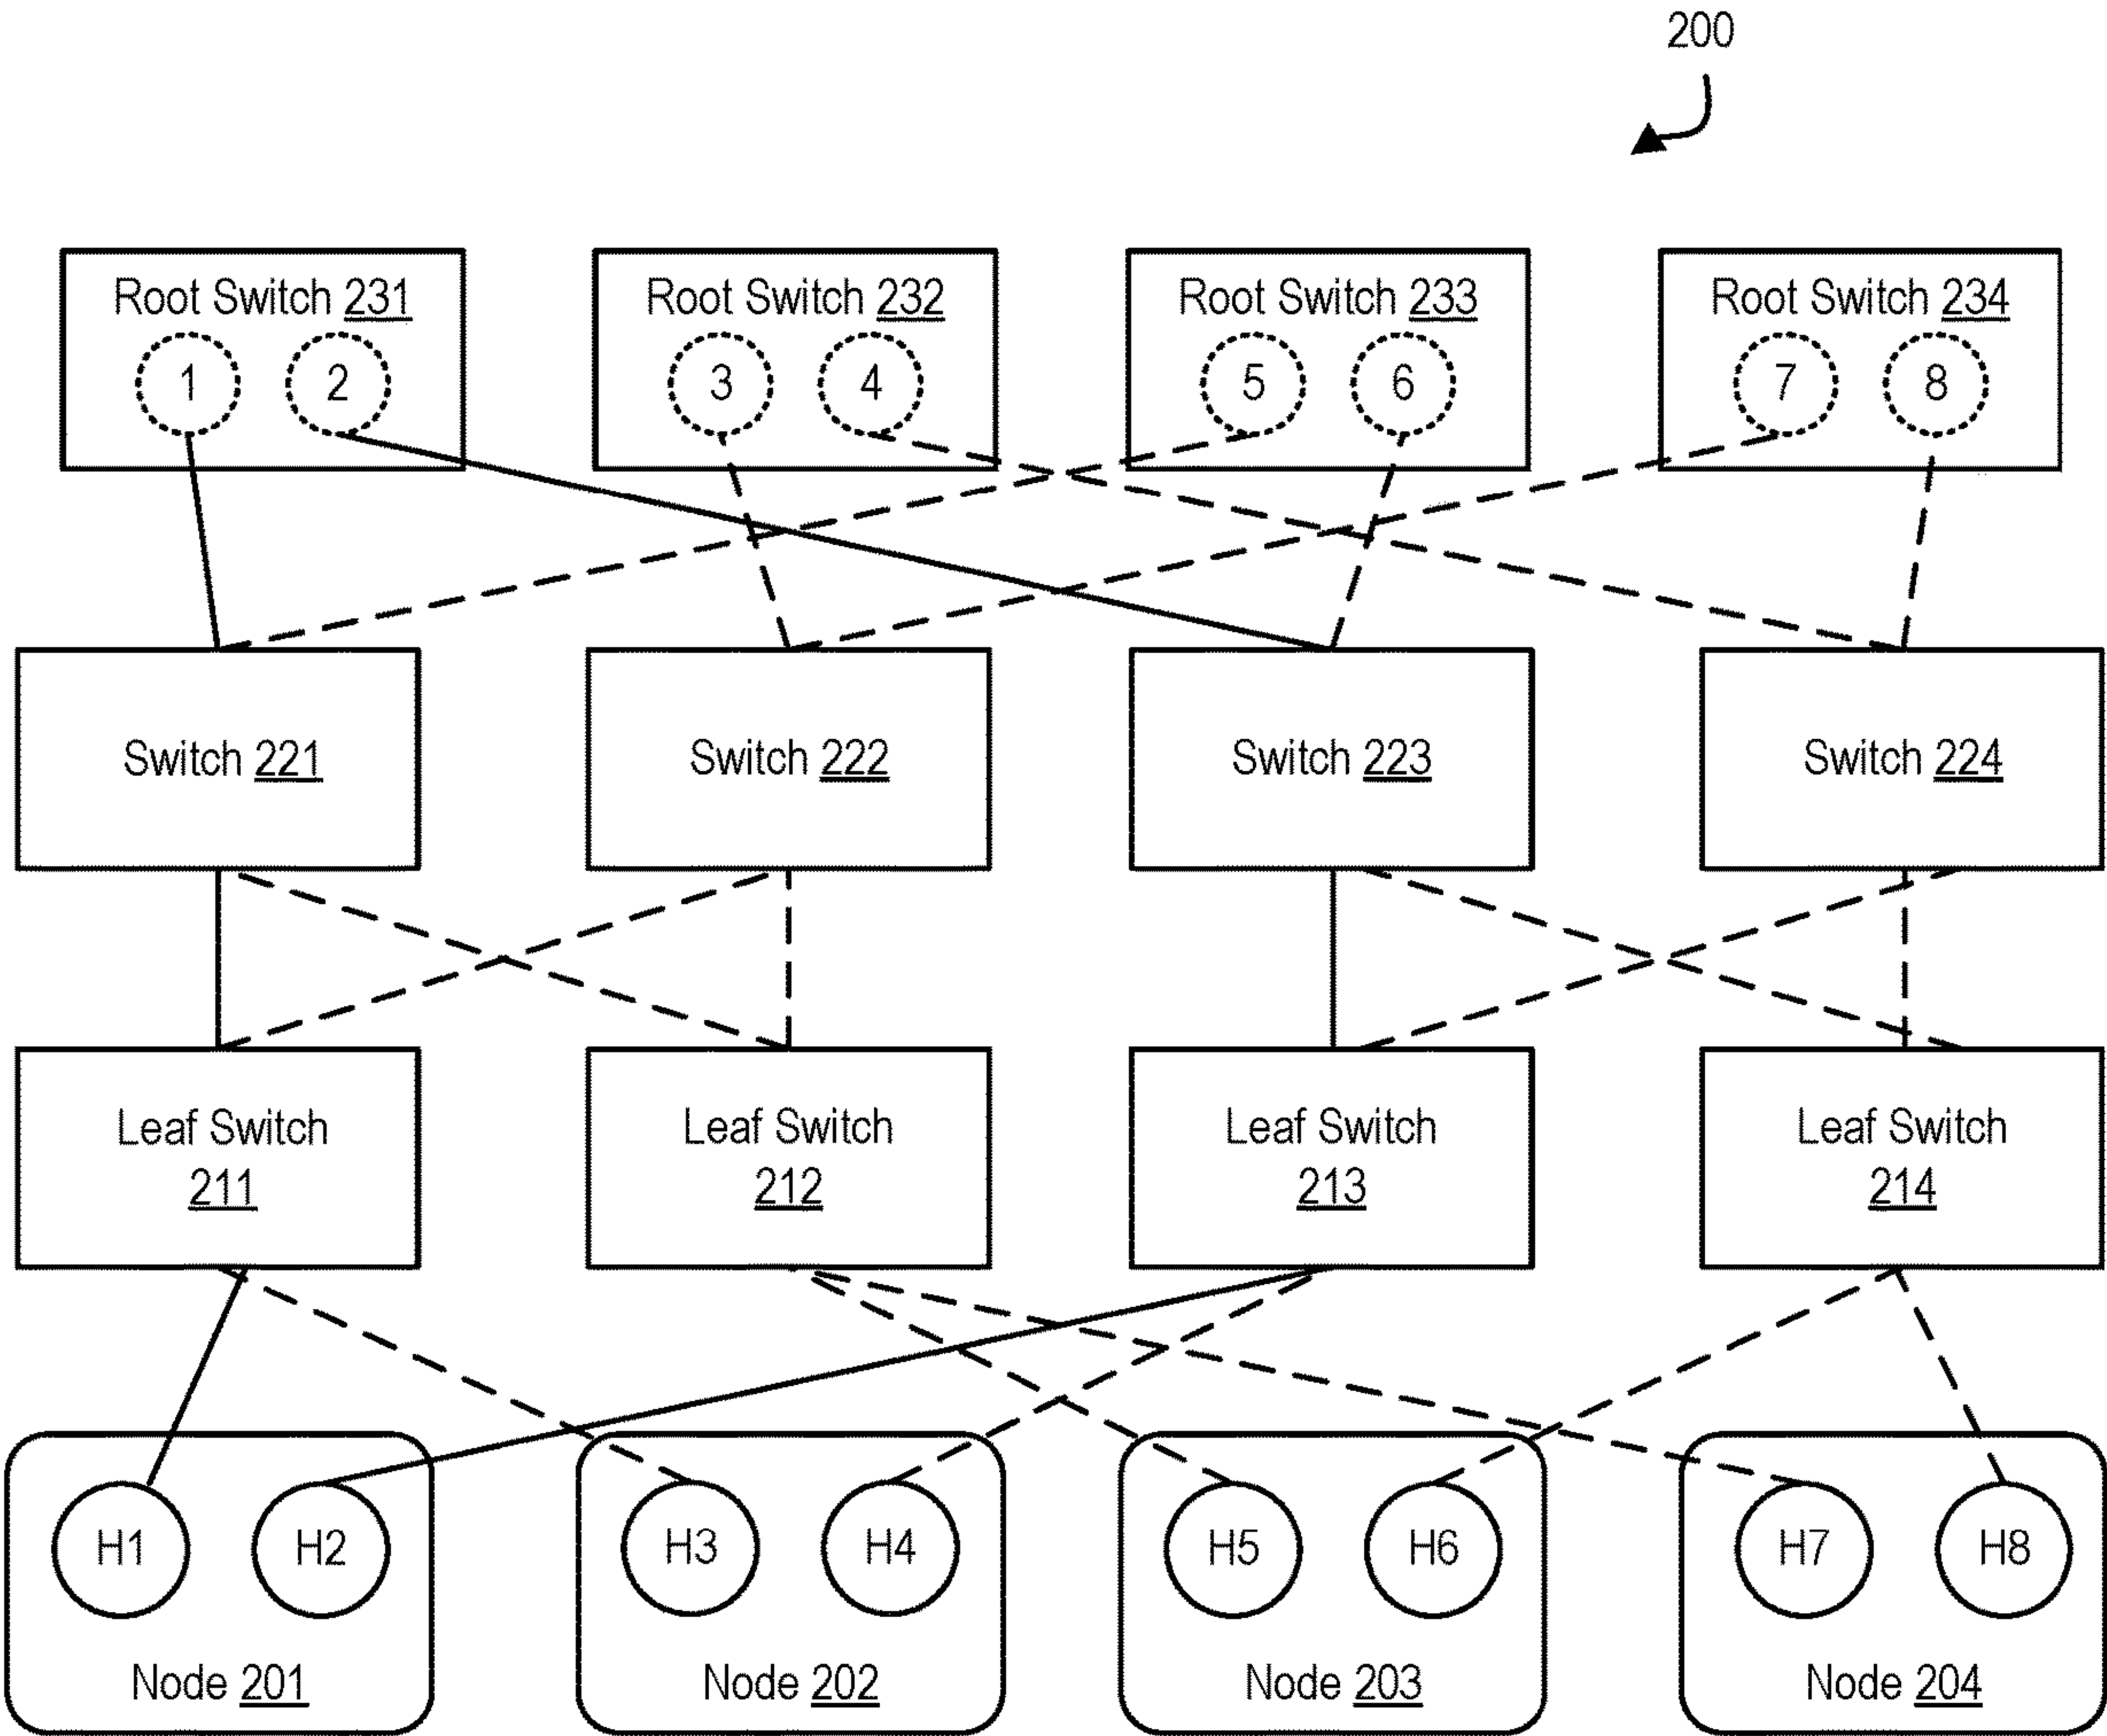 200
Root Switch 231
1 2
Root Switch 232
3 4
Root Switch 233
5 6
Root Switch 234
7 8
Switch 221
Switch 222
Switch 223
Switch 224
Leaf Switch
211
Leaf Switch
212
Leaf Switch
213
Leaf Switch
214
H1 H2
Node 201
H3 H4
Node 202
H5 H6
Node 203
H7 H8
Node 204